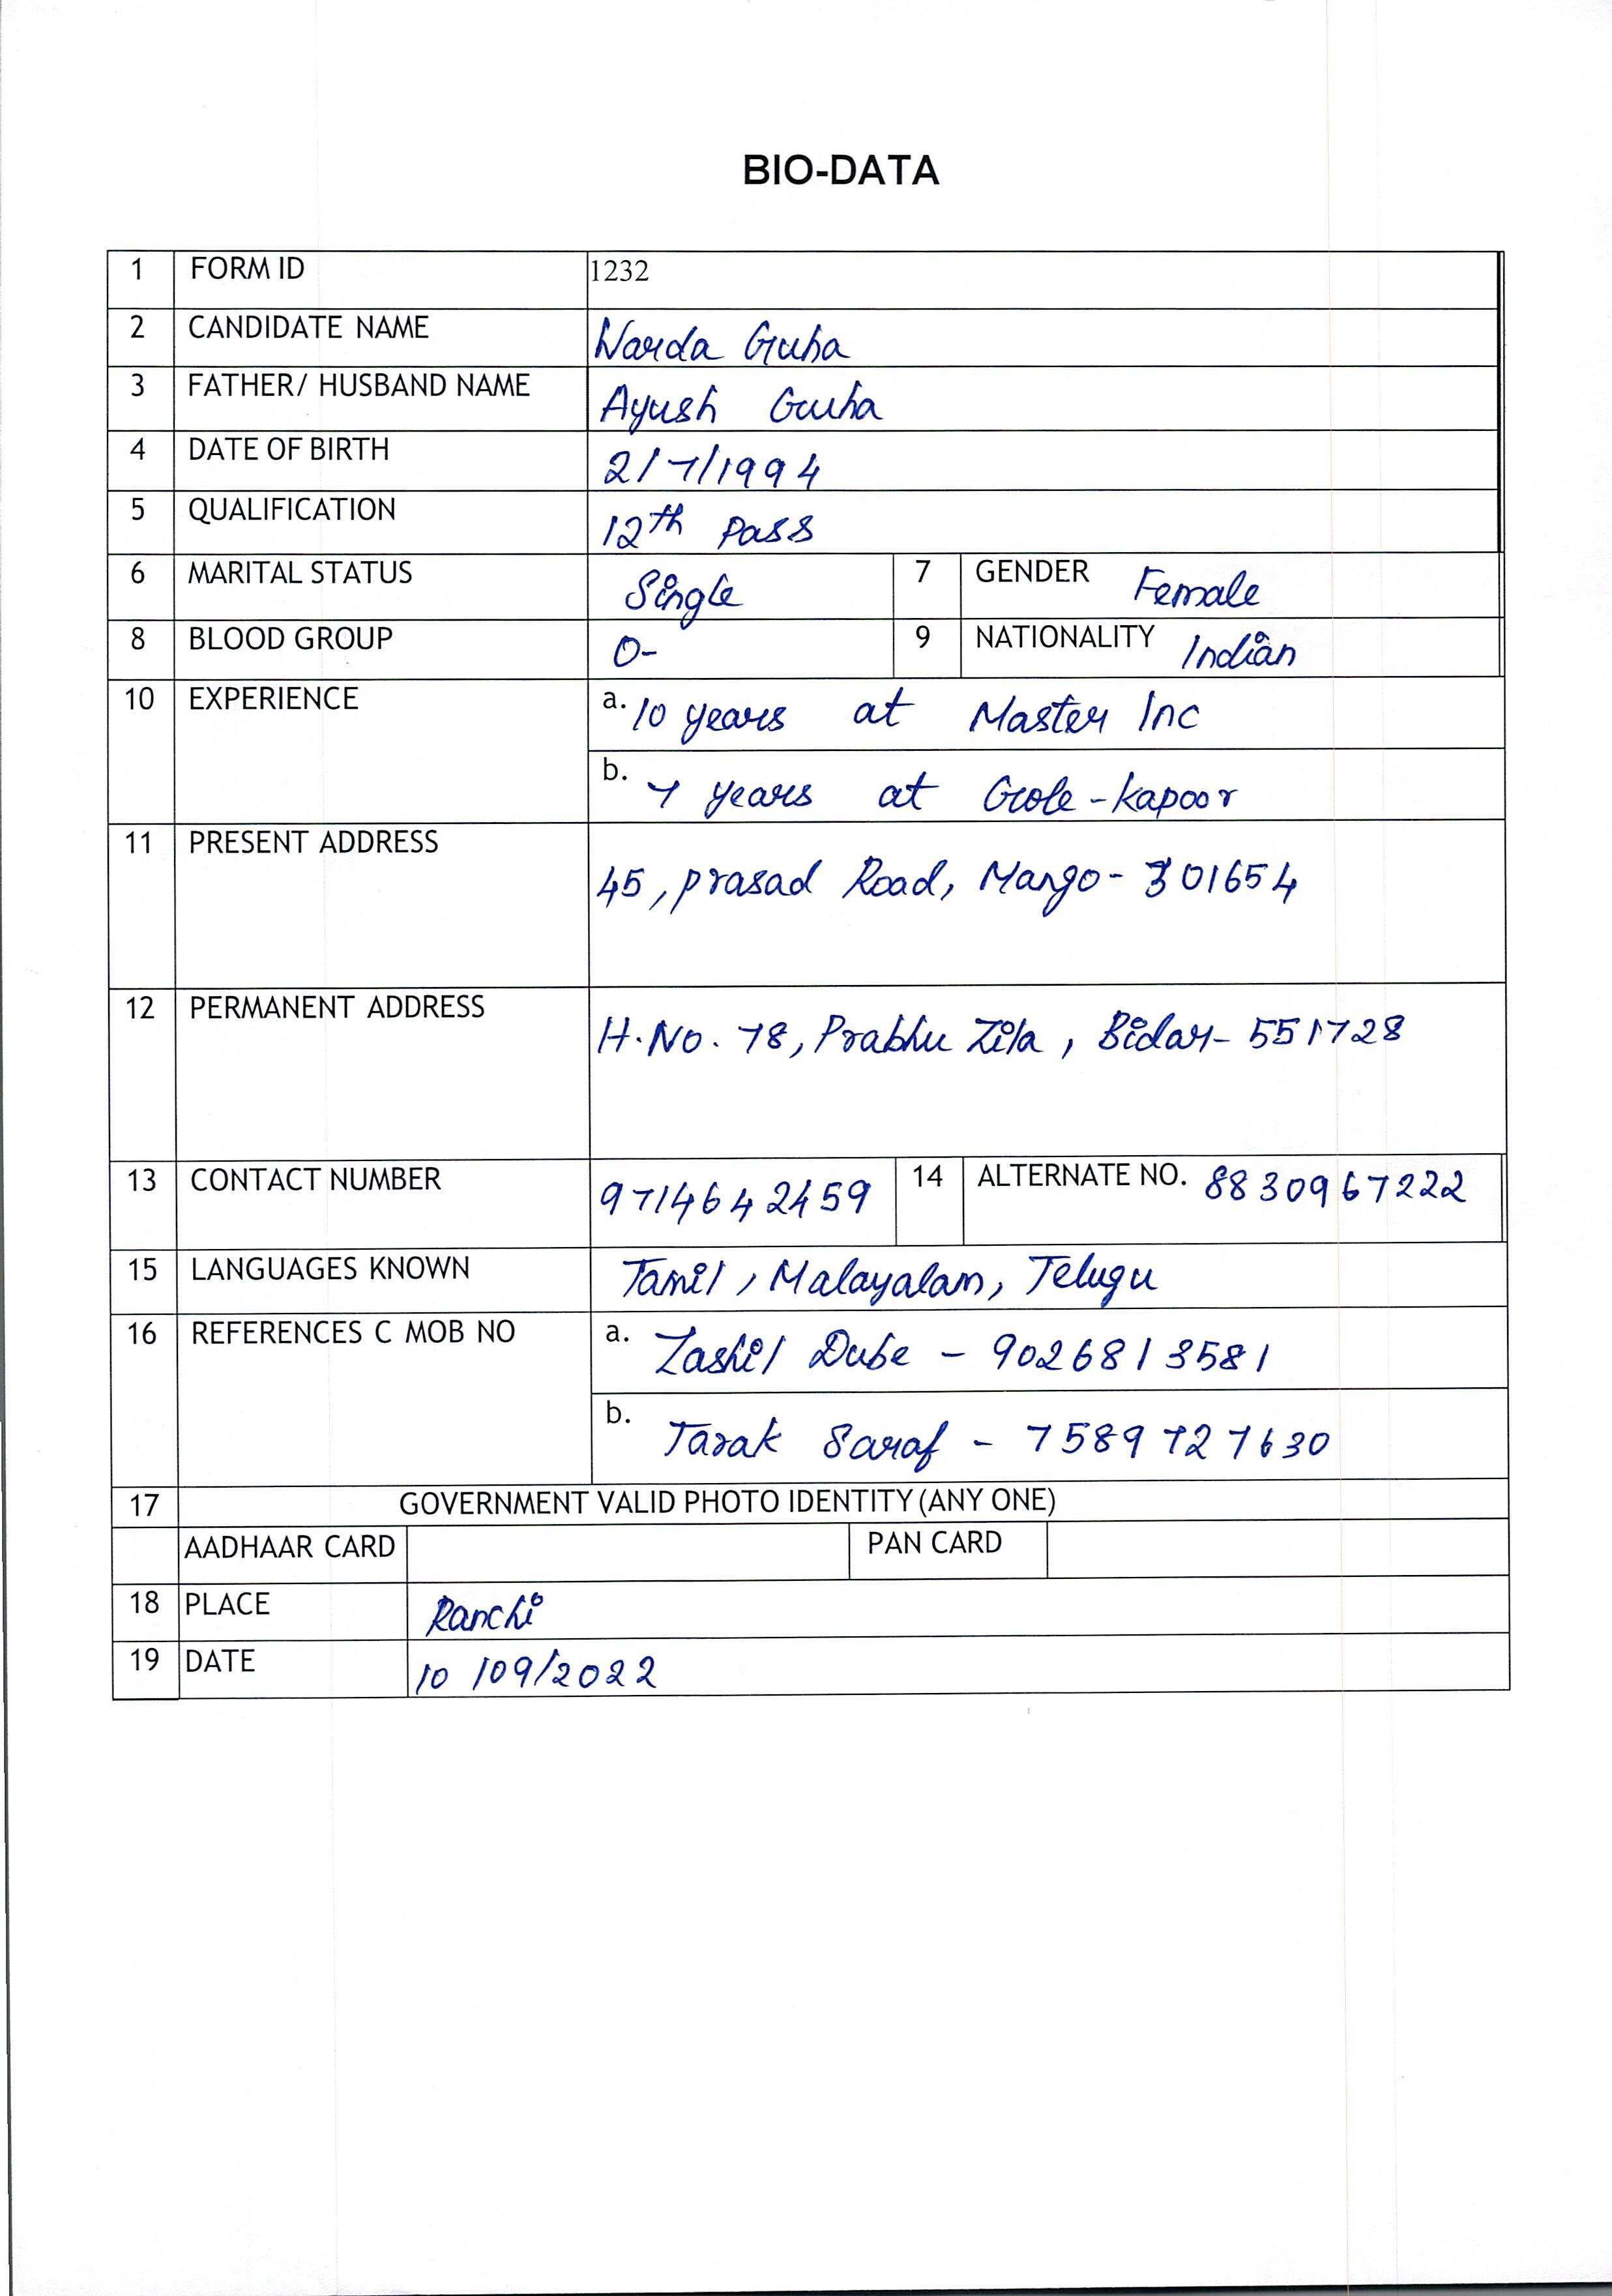 BIO-DATA
1 FORM ID 1232
2 CANDIDATE NAME Warda Guha
3 FATHER/ HUSBAND NAME Ayush Guha
4 DATE OF BIRTH 2/7/1994
5 QUALIFICATION 12th Pass
6 MARITAL STATUS Single 7 GENDER Female
8 BLOOD GROUP O- 9 NATIONALITY Indian
10 EXPERIENCE a. 10 years at Master Inc
b. 7 years at Gole-Kapoor
11 PRESENT ADDRESS 45, Prasad Road, Mango- 301654
12 PERMANENT ADDRESS H.No. 78, Prabhu Zila, Bidar- 551728
13 CONTACT NUMBER 9714642459 14 ALTERNATE NO. 8830967222
15 LANGUAGES KNOWN Tamil, Malayalam, Telugu
16 REFERENCES C MOB NO a. Zashil Dube - 9026813581
b. Tarak Saraf - 7589727630
17 GOVERNMENT VALID PHOTO IDENTITY (ANY ONE)
AADHAAR CARD PAN CARD
18 PLACE Ranchi
19 DATE 10/09/2022